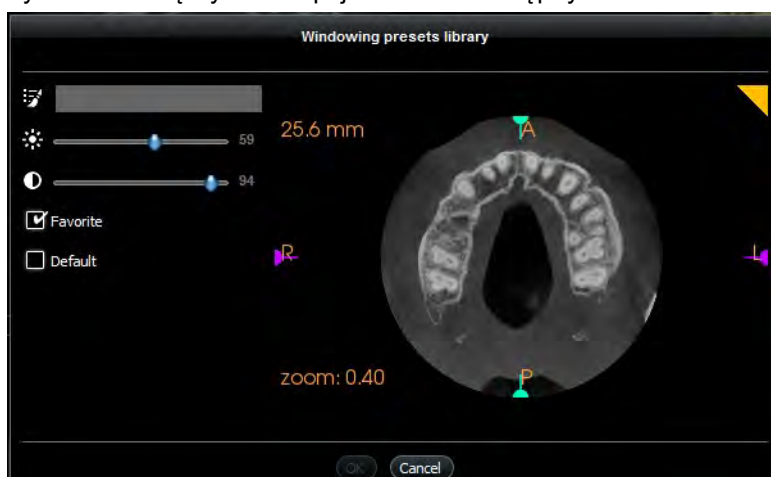 Windowing presets library
59
94
Favorite
Default
25.6 mm
A
R
L
zoom: 0.40
P
OK
Cancel